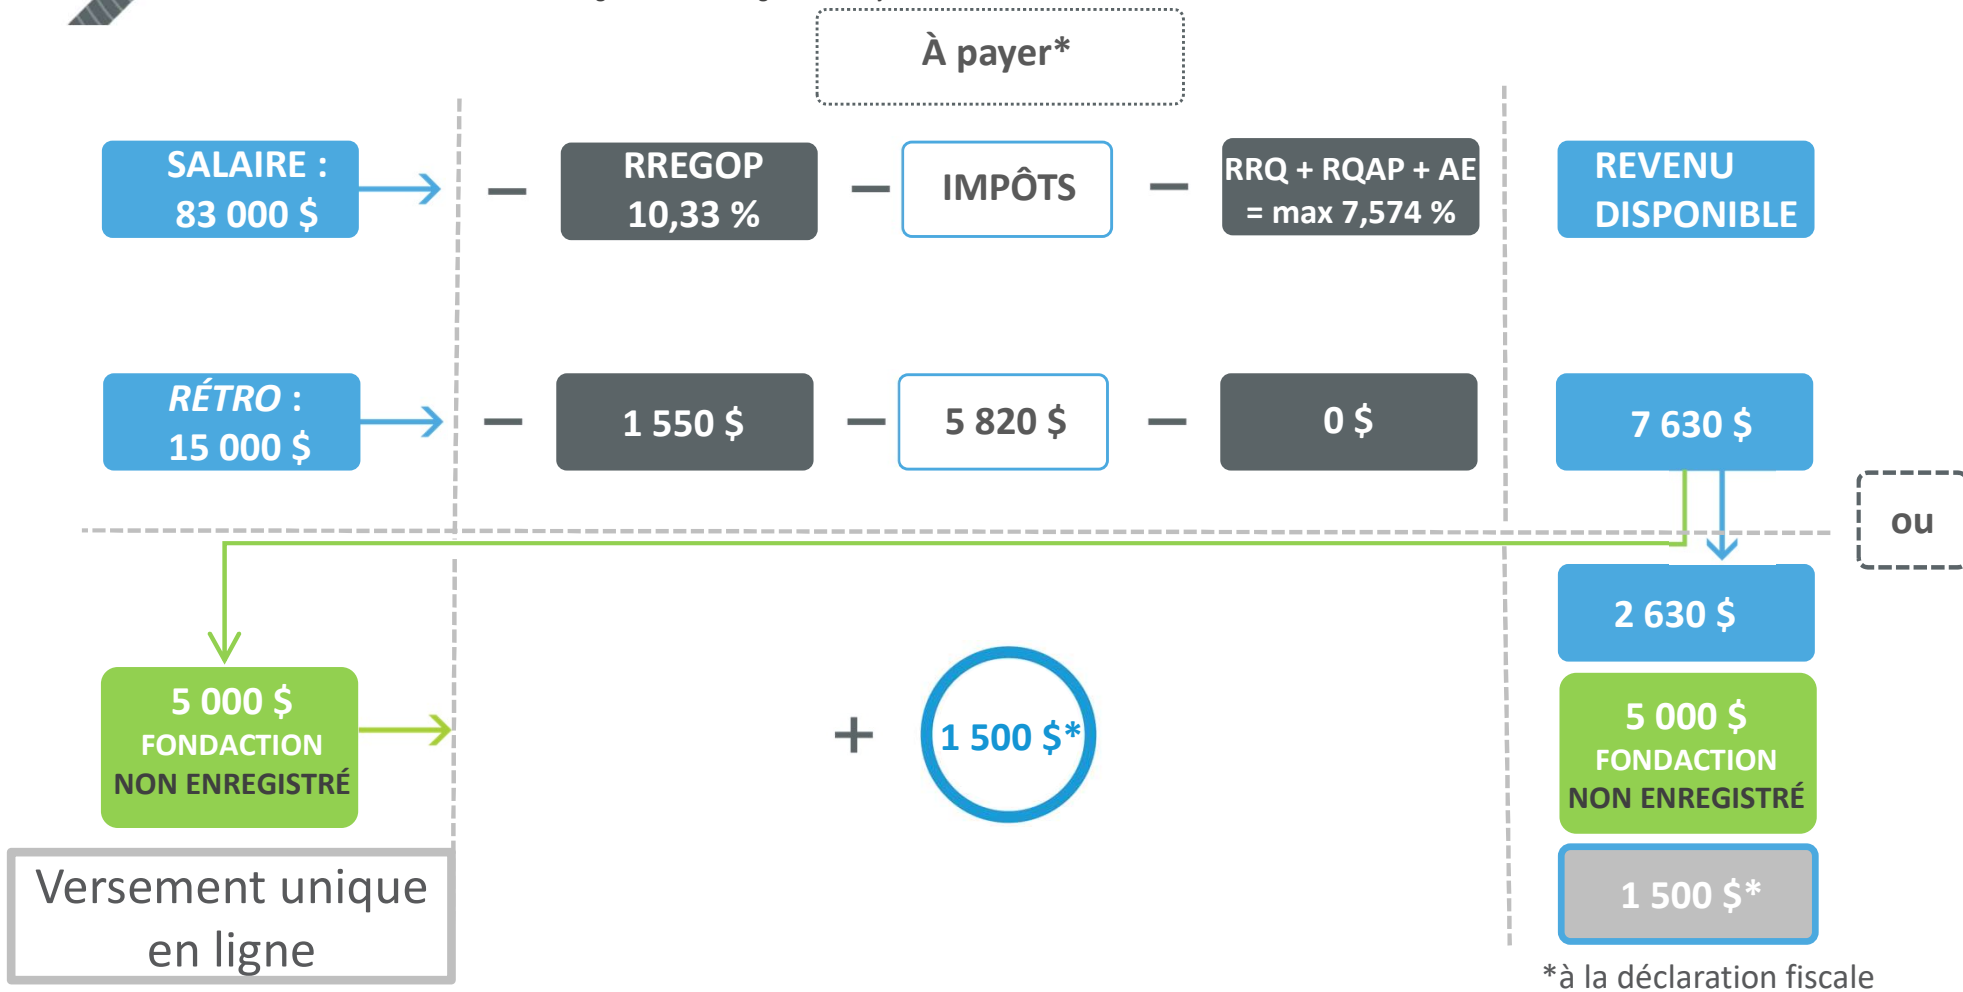 À payer*
SALAIRE :
83 000 $
RREGOP
10,33 %
IMPÔTS
RRQ + RQAP + AE
= max 7,574 %
REVENU
DISPONIBLE
RÉTRO :
15 000 $
1 550 $
5 820 $
0 $
7 630 $
ou
2 630 $
5 000 $
FONDACTION
NON ENREGISTRÉ
+
1 500 $*
5 000 $
FONDACTION
NON ENREGISTRÉ
1 500 $*
Versement unique
en ligne
*à la déclaration fiscale